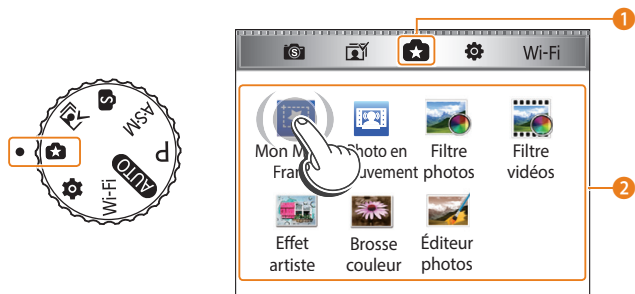 1
S
Wi-Fi
Mon M
Fra
Photo en
uvement
Filtre
photos
Filtre
vidéos
Effet
artiste
Brosse
couleur
Éditeur
photos
2
S
ASM
P
AUTO
Wi-Fi